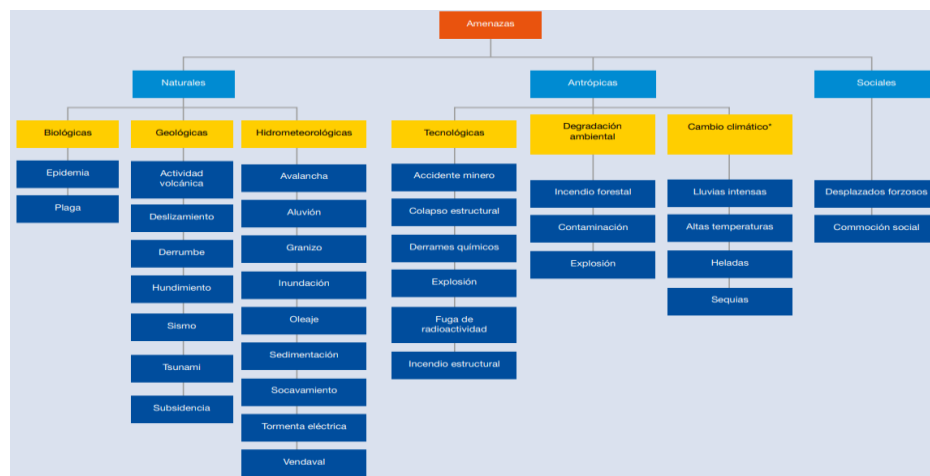 Amenazas
Naturales
Antrópicas
Sociales
Biológicas
Geológicas
Hidrometeorológicas
Tecnológicas
Degradación
ambiental
Cambio climático*
Epidemia
Plaga
Actividad
volcánica
Deslizamiento
Derrumbe
Hundimiento
Sismo
Tsunami
Subsidencia
Avalancha
Aluvión
Granizo
Inundación
Oleaje
Sedimentación
Socavamiento
Tormenta eléctrica
Vendaval
Accidente minero
Colapso estructural
Derrames químicos
Explosión
Fuga de
radioactividad
Incendio estructural
Incendio forestal
Contaminación
Explosión
Lluvias intensas
Altas temperaturas
Heladas
Sequias
Desplazados forzosos
Commoción social